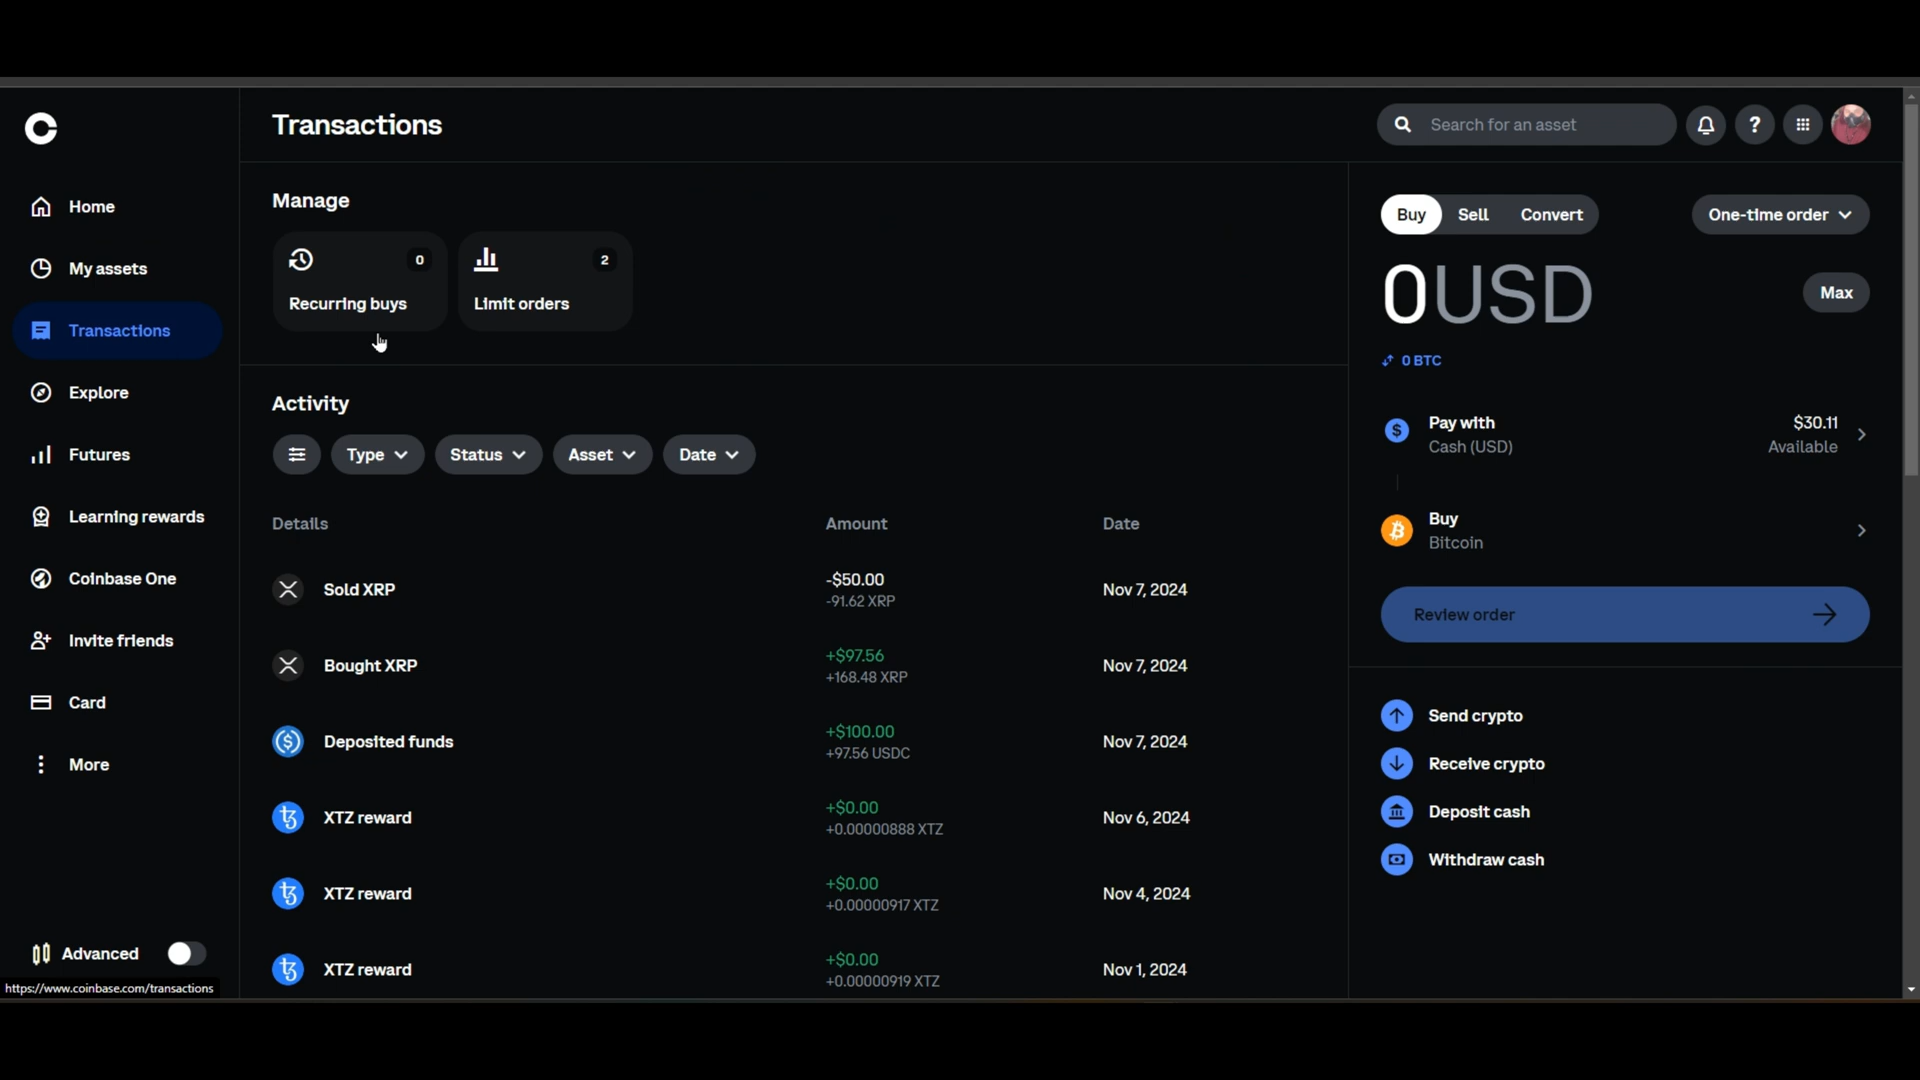 Transactions
Search for an asset
?
Home
My assets
Transactions
Explore
Futures
Learning rewards
Coinbase One
Invite friends
Card
More
Advanced
https://www.coinbase.com/transactions
Manage
0
Recurring buys
2
Limit orders
Activity
Type
Status
Asset
Date
Details Amount Date
Sold XRP -$50.00 Nov 7, 2024
-91.62 XRP
Bought XRP +$97.56 Nov 7, 2024
+168.48 XRP
Deposited funds +$100.00 Nov 7, 2024
+97.56 USDC
XTZ reward +$0.00 Nov 6, 2024
+0.00000888 XTZ
XTZ reward +$0.00 Nov 4, 2024
+0.00000917 XTZ
XTZ reward +$0.00 Nov 1, 2024
+0.00000919 XTZ
Buy Sell Convert One-time order
0USD Max
0 BTC
Pay with $30.11
Cash (USD) Available
Buy
Bitcoin
Review order
Send crypto
Receive crypto
Deposit cash
Withdraw cash